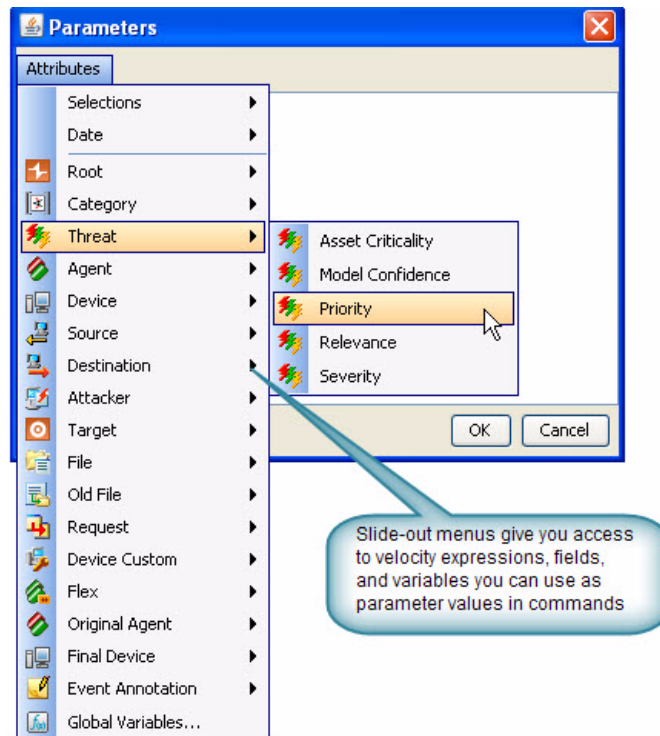 Parameters
Attributes
Selections
Date
Root
Category
Threat
Agent
Device
Source
Destination
Attacker
Target
File
Old File
Request
Device Custom
Flex
Original Agent
Final Device
Event Annotation
Global Variables...
Asset Criticality
Model Confidence
Priority
Relevance
Severity
OK
Cancel
Slide-out menus give you access
to velocity expressions, fields,
and variables you can use as
parameter values in commands